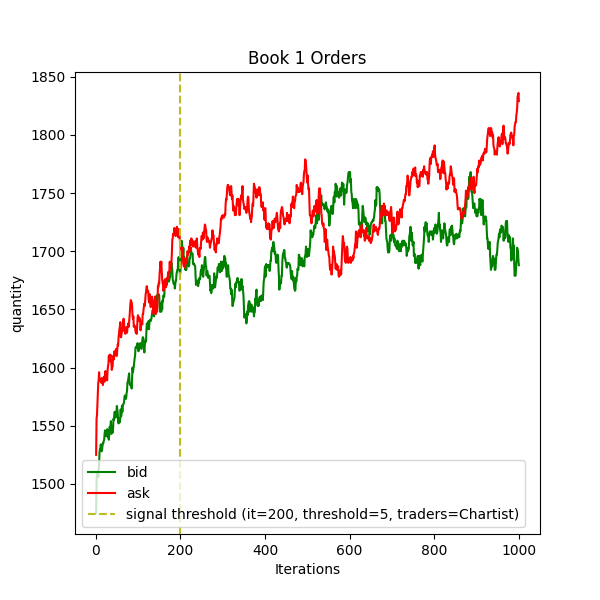 Book 1 Orders
1850
1800
1750
1700
1650
1600
1550
1500
quantity
bid
ask
signal threshold (it=200, threshold=5, traders=Chartist)
0 200 400 600 800 1000
Iterations